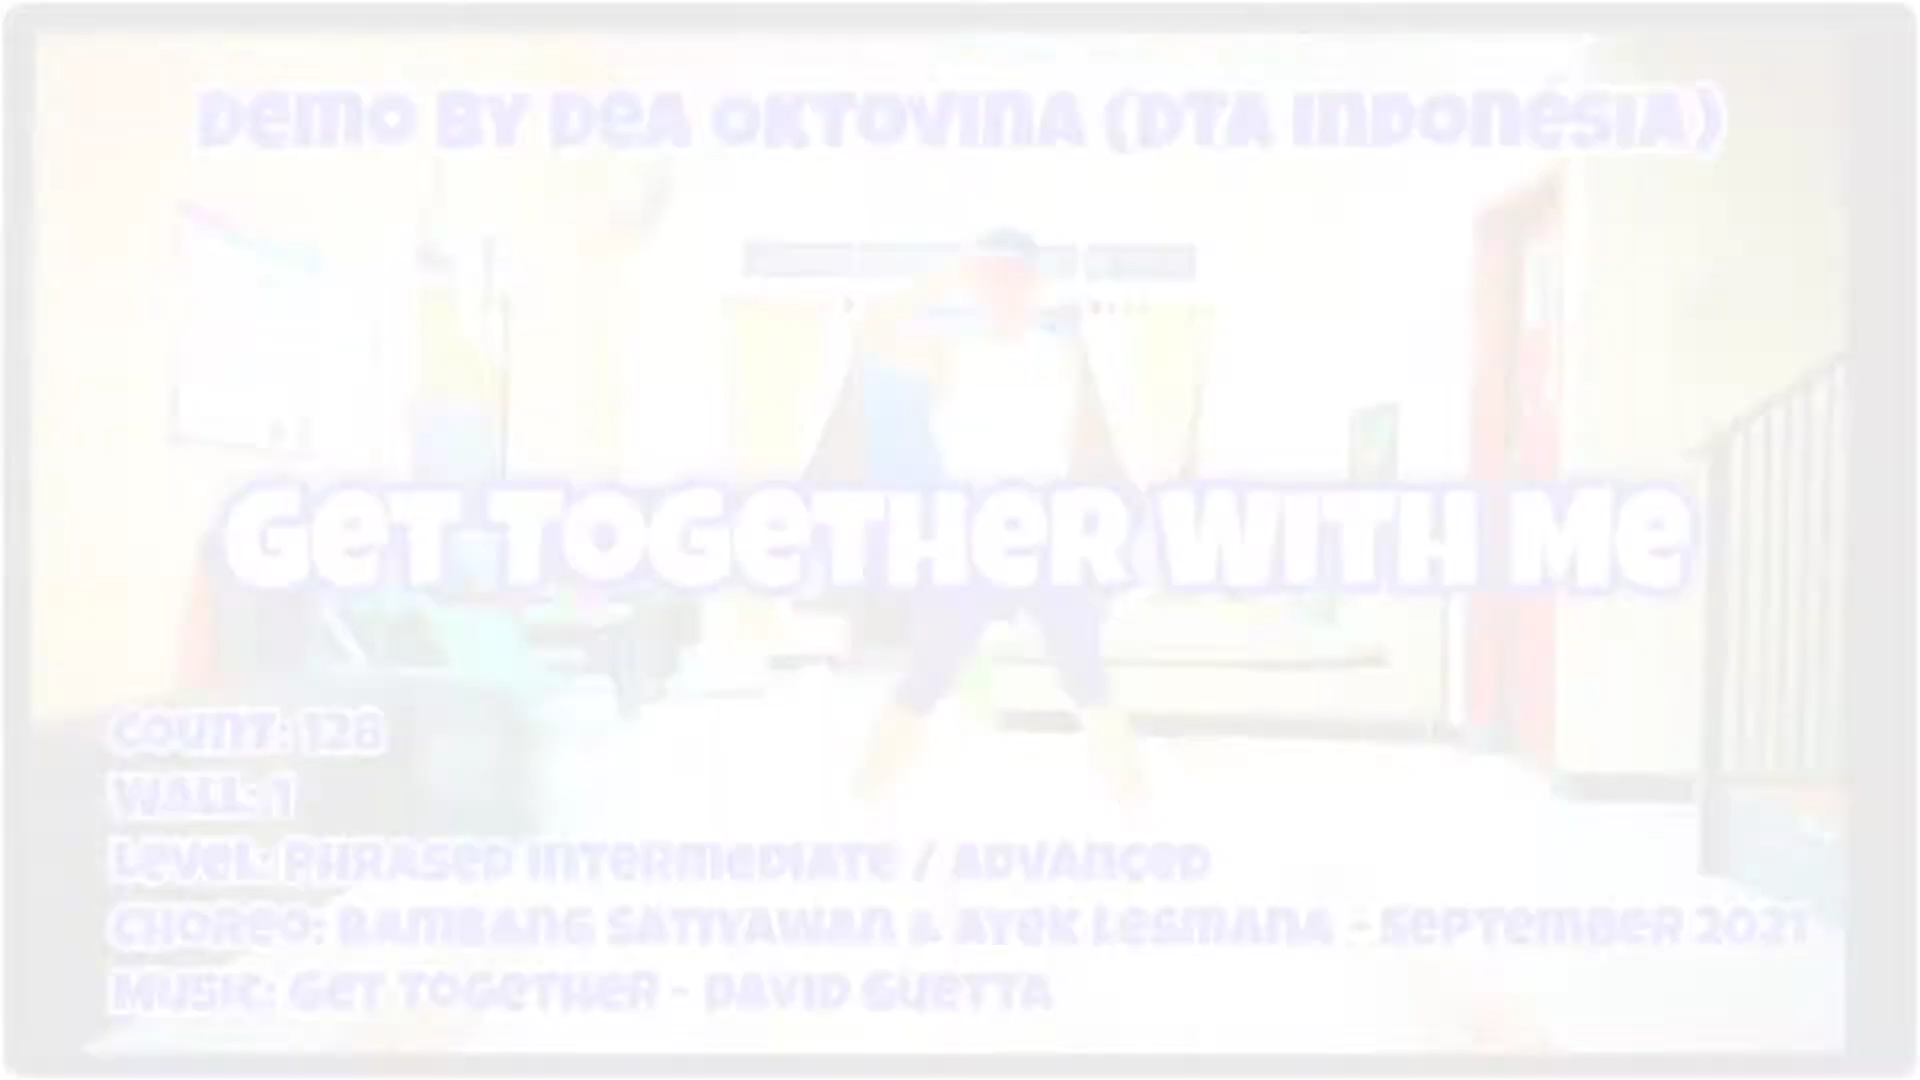 Demo By Dea Oktovina (DTA Indonesia)
Get Together With Me
Count: 128
Wall: 1
Level: Phrased Intermediate / Advanced
Choreo: Bambang Satiyawan & Ayek Lesmana - September 2021
Music: Get Together - David Guetta